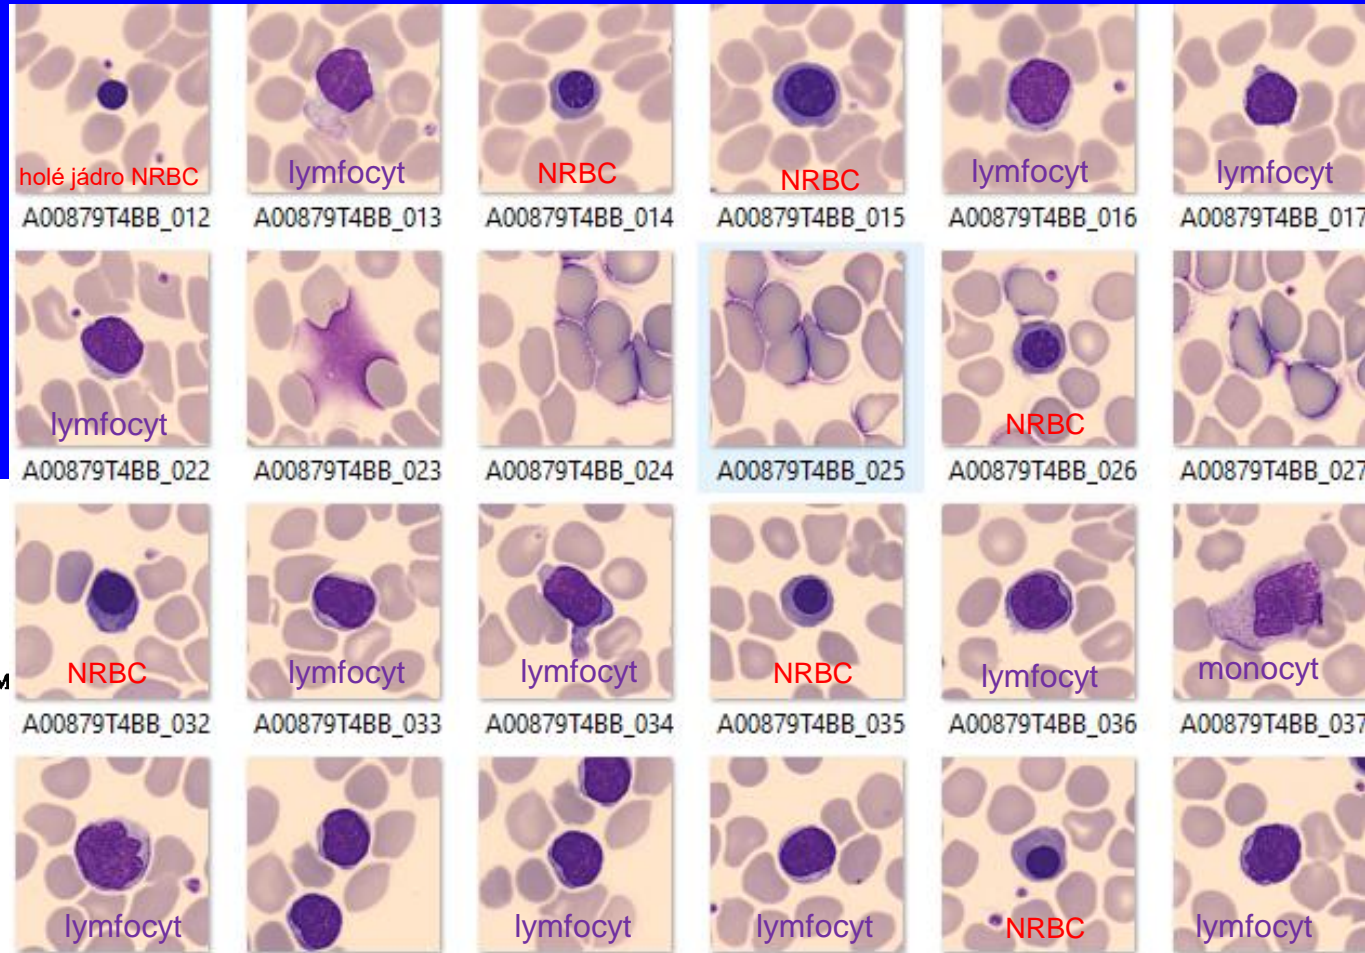 holé jádro NRBC
lymfocyt
NRBC
NRBC
lymfocyt
lymfocyt
A00879T4BB_012
A00879T4BB_013
A00879T4BB_014
A00879T4BB_015
A00879T4BB_016
A00879T4BB_017
lymfocyt
NRBC
A00879T4BB_022
A00879T4BB_023
A00879T4BB_024
A00879T4BB_025
A00879T4BB_026
A00879T4BB_027
M
NRBC
lymfocyt
lymfocyt
NRBC
lymfocyt
monocyt
A00879T4BB_032
A00879T4BB_033
A00879T4BB_034
A00879T4BB_035
A00879T4BB_036
A00879T4BB_037
lymfocyt
lymfocyt
lymfocyt
NRBC
lymfocyt